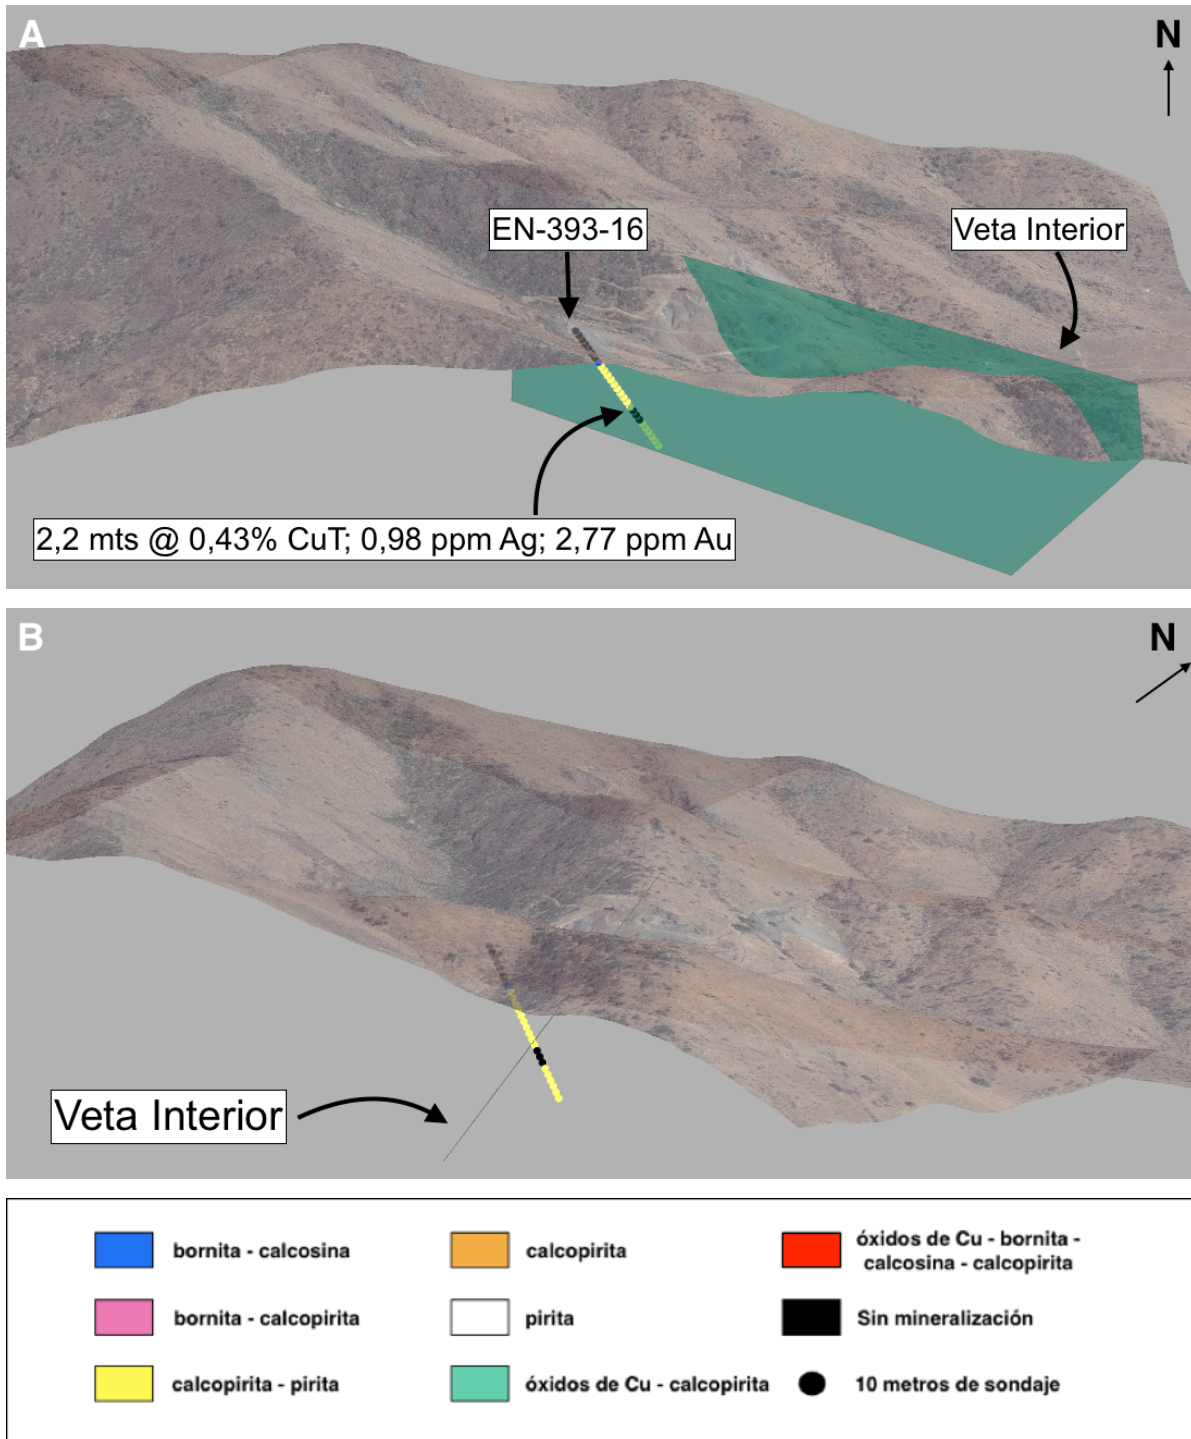 A
N
EN-393-16
Veta Interior
2,2 mts @ 0,43% CuT; 0,98 ppm Ag; 2,77 ppm Au
B
N
Veta Interior
bornita - calcosina
calcopirita
óxidos de Cu - bornita -
calcosina - calcopirita
bornita - calcopirita
pirita
Sin mineralización
calcopirita - pirita
óxidos de Cu - calcopirita
10 metros de sondaje